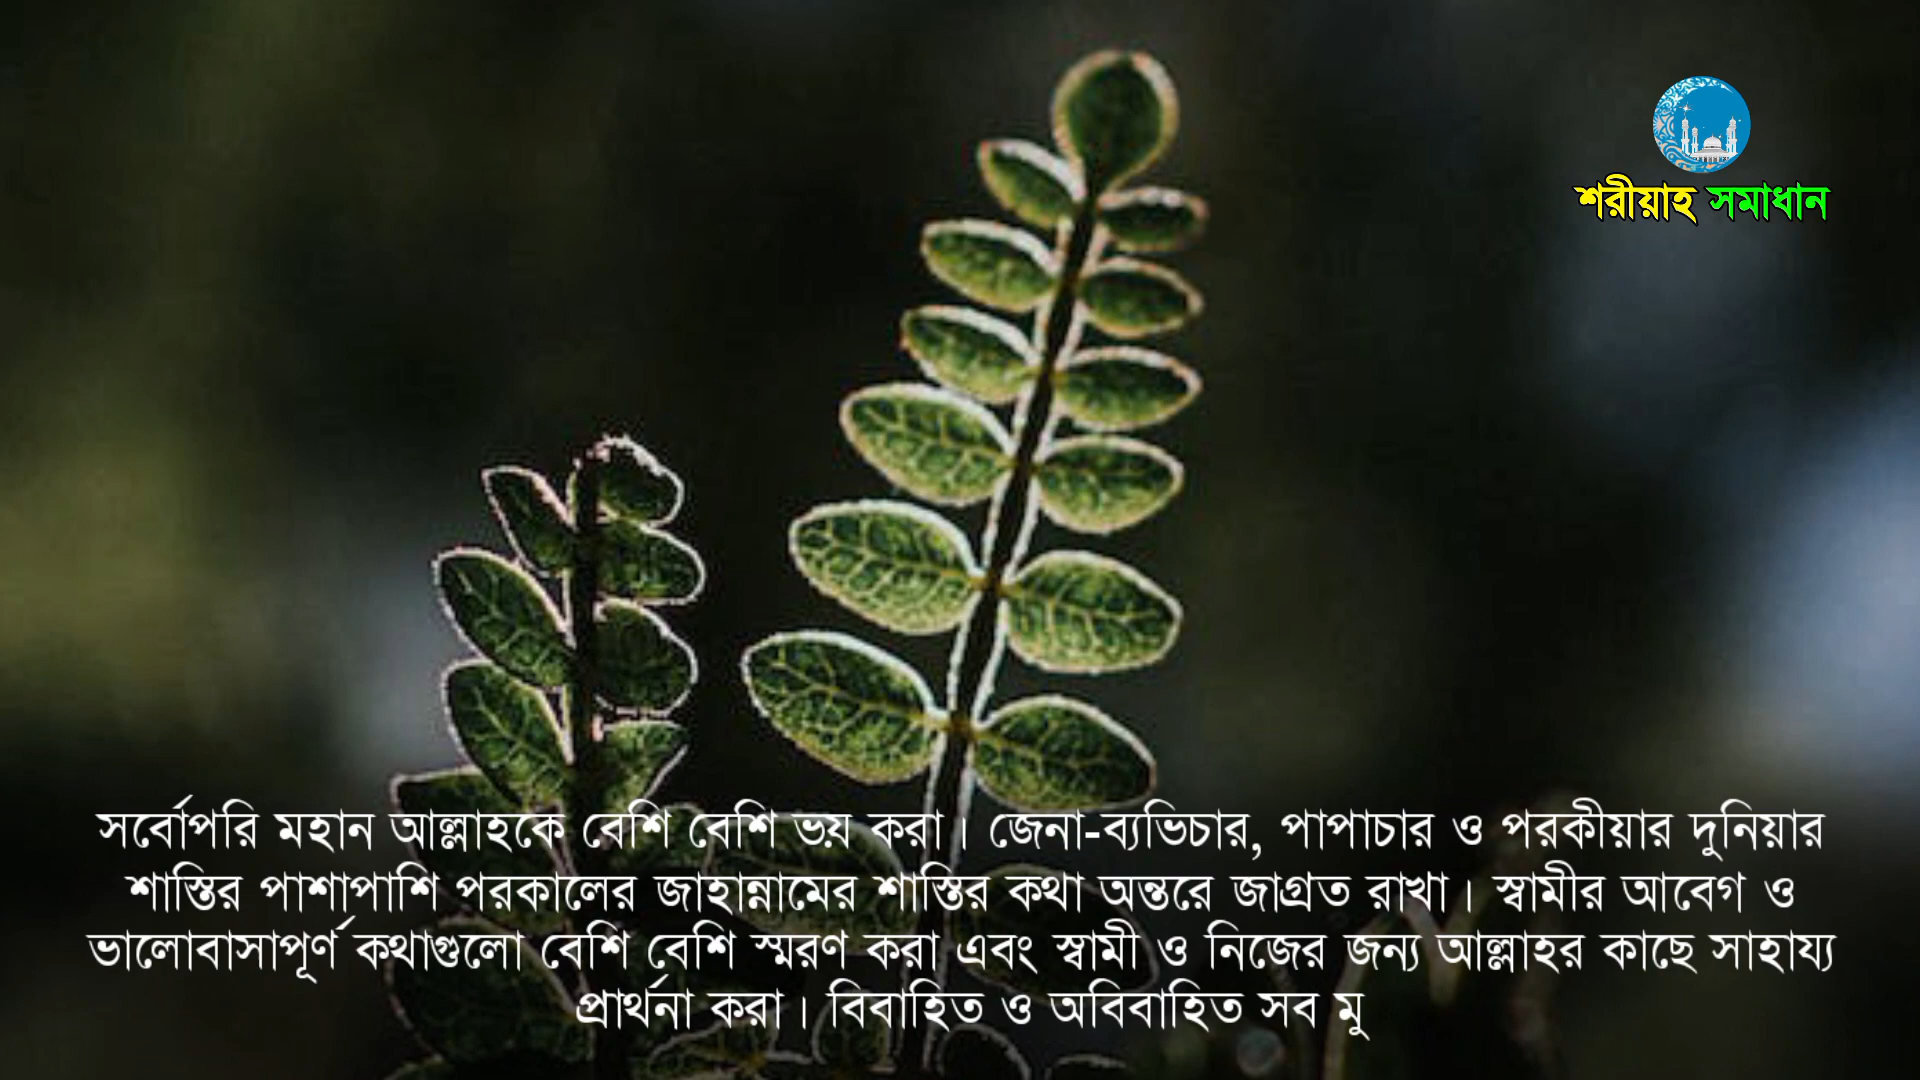 শরীয়াহ সমাধান
সর্বোপরি মহান আল্লাহকে বেশি বেশি ভয় করা। জেনা-ব্যভিচার, পাপাচার ও পরকীয়ার দুনিয়ার
শাস্তির পাশাপাশি পরকালের জাহান্নামের শাস্তির কথা অন্তরে জাগ্রত রাখা। স্বামীর আবেগ ও
ভালোবাসাপূর্ণ কথাগুলো বেশি বেশি স্মরণ করা এবং স্বামী ও নিজের জন্য আল্লাহর কাছে সাহায্য
প্রার্থনা করা। বিবাহিত ও অবিবাহিত সব মু